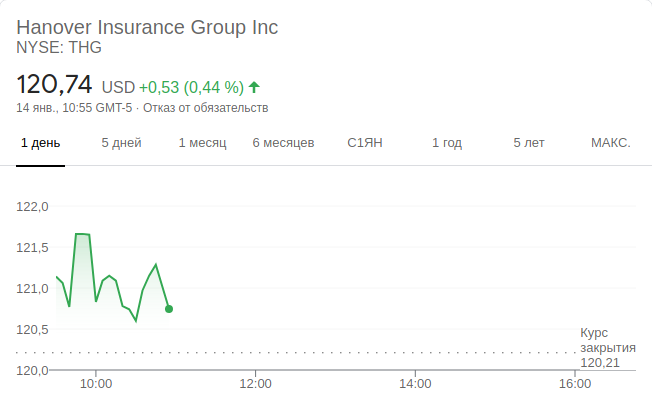 Hanover Insurance Group Inc
NYSE: THG
120,74 USD +0,53 (0,44 %)
14 янв., 10:55 GMT-5 · Отказ от обязательств
1 день 5 дней 1 месяц 6 месяцев С1ЯН 1 год 5 лет МАКС.
122,0
121,5
121,0
120,5
120,0
Курс
закрытия
120,21
10:00 12:00 14:00 16:00